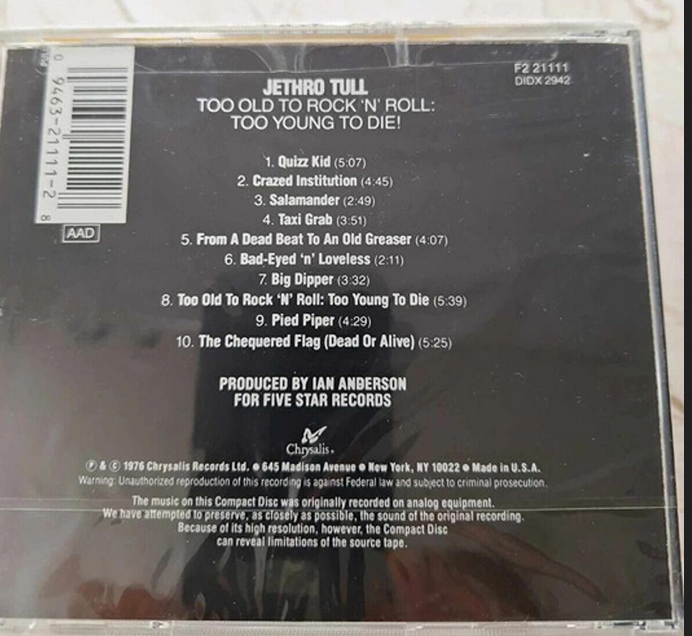 F2 21111
DIDX 2942
0 9463-21111-2 8
AAD
JETHRO TULL
TOO OLD TO ROCK 'N' ROLL:
TOO YOUNG TO DIE!
1. Quizz Kid (5:07)
2. Crazed Institution (4:45)
3. Salamander (2:49)
4. Taxi Grab (3:51)
5. From A Dead Beat To An Old Greaser (4:07)
6. Bad-Eyed 'n' Loveless (2:11)
7. Big Dipper (3:32)
8. Too Old To Rock 'N' Roll: Too Young To Die (5:39)
9. Pied Piper (4:29)
10. The Chequered Flag (Dead Or Alive) (5:25)
PRODUCED BY IAN ANDERSON
FOR FIVE STAR RECORDS
Chrysalis
℗ & © 1976 Chrysalis Records Ltd. ● 645 Madison Avenue ● New York, NY 10022 ● Made in U.S.A.
Warning: Unauthorized reproduction of this recording is against Federal law and subject to criminal prosecution.
The music on this Compact Disc was originally recorded on analog equipment.
We have attempted to preserve, as closely as possible, the sound of the original recording.
Because of its high resolution, however, the Compact Disc
can reveal limitations of the source tape.